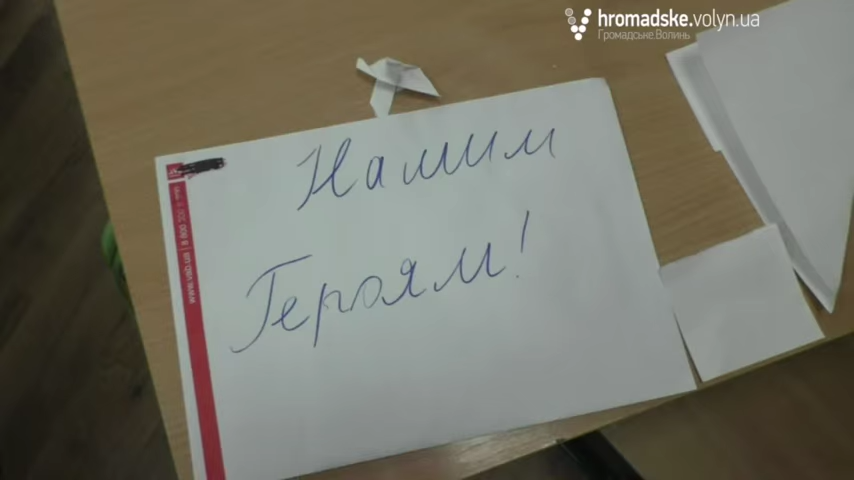 hromadske.volyn.ua
Громадське.Волинь
Нашим
Героям!